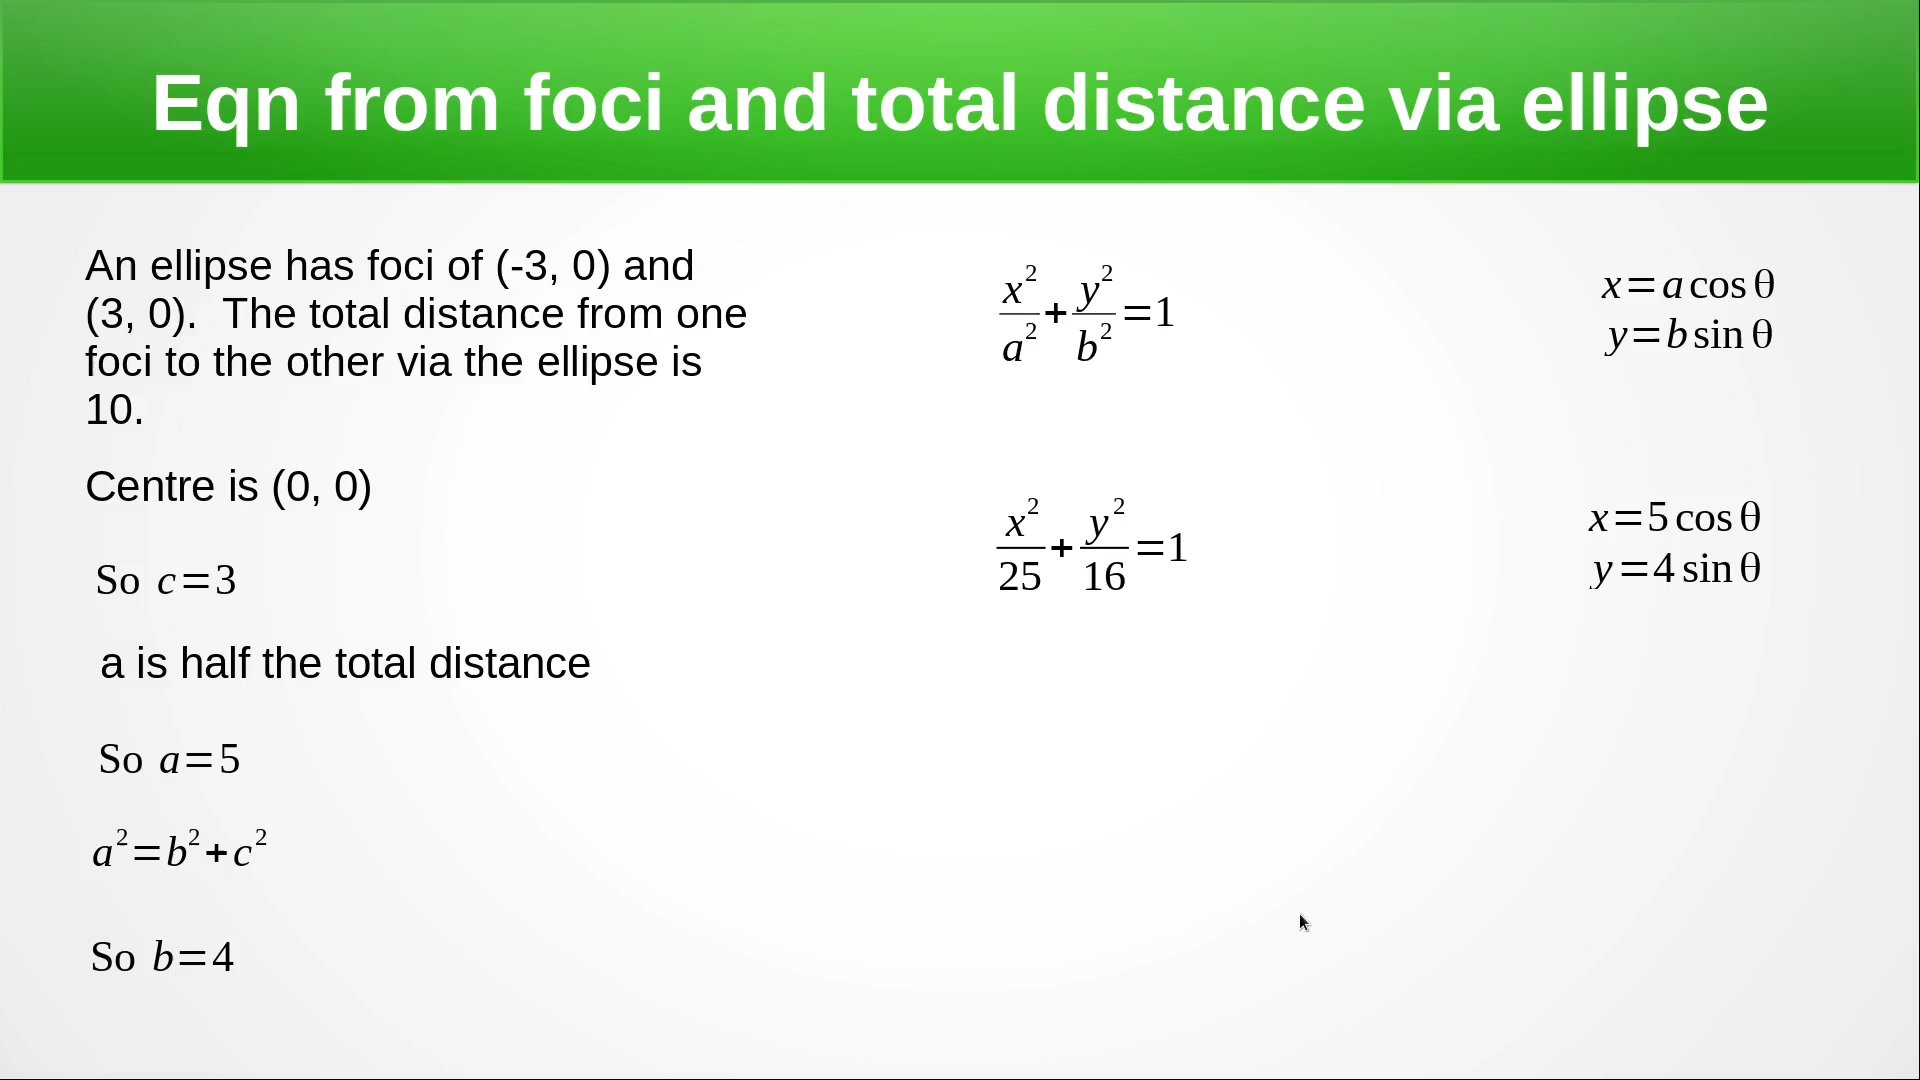 Eqn from foci and total distance via ellipse
An ellipse has foci of (-3, 0) and
(3, 0).  The total distance from one
foci to the other via the ellipse is
10.
Centre is (0, 0)
So c=3
a is half the total distance
So a=5
a²=b²+c²
So b=4
x²/a²+y²/b²=1
x²/25+y²/16=1
x=a cos θ
y=b sin θ
x=5 cos θ
y=4 sin θ